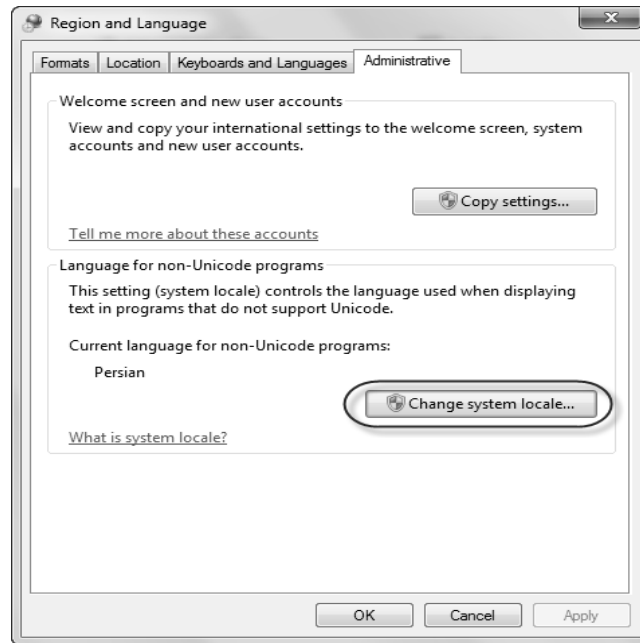 Region and Language
Formats Location Keyboards and Languages Administrative
Welcome screen and new user accounts
View and copy your international settings to the welcome screen, system
accounts and new user accounts.
Copy settings...
Tell me more about these accounts
Language for non-Unicode programs
This setting (system locale) controls the language used when displaying
text in programs that do not support Unicode.
Current language for non-Unicode programs:
Persian
Change system locale...
What is system locale?
OK Cancel Apply